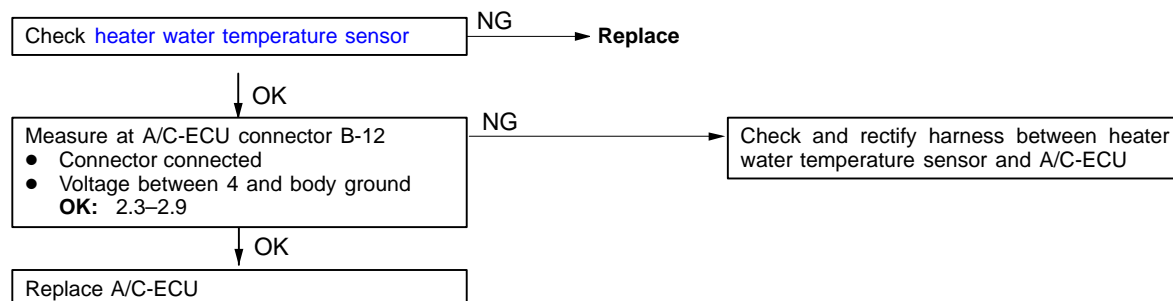 Check heater water temperature sensor
NG
Replace
OK
Measure at A/C-ECU connector B-12
● Connector connected
● Voltage between 4 and body ground
OK: 2.3–2.9
NG
Check and rectify harness between heater
water temperature sensor and A/C-ECU
OK
Replace A/C-ECU